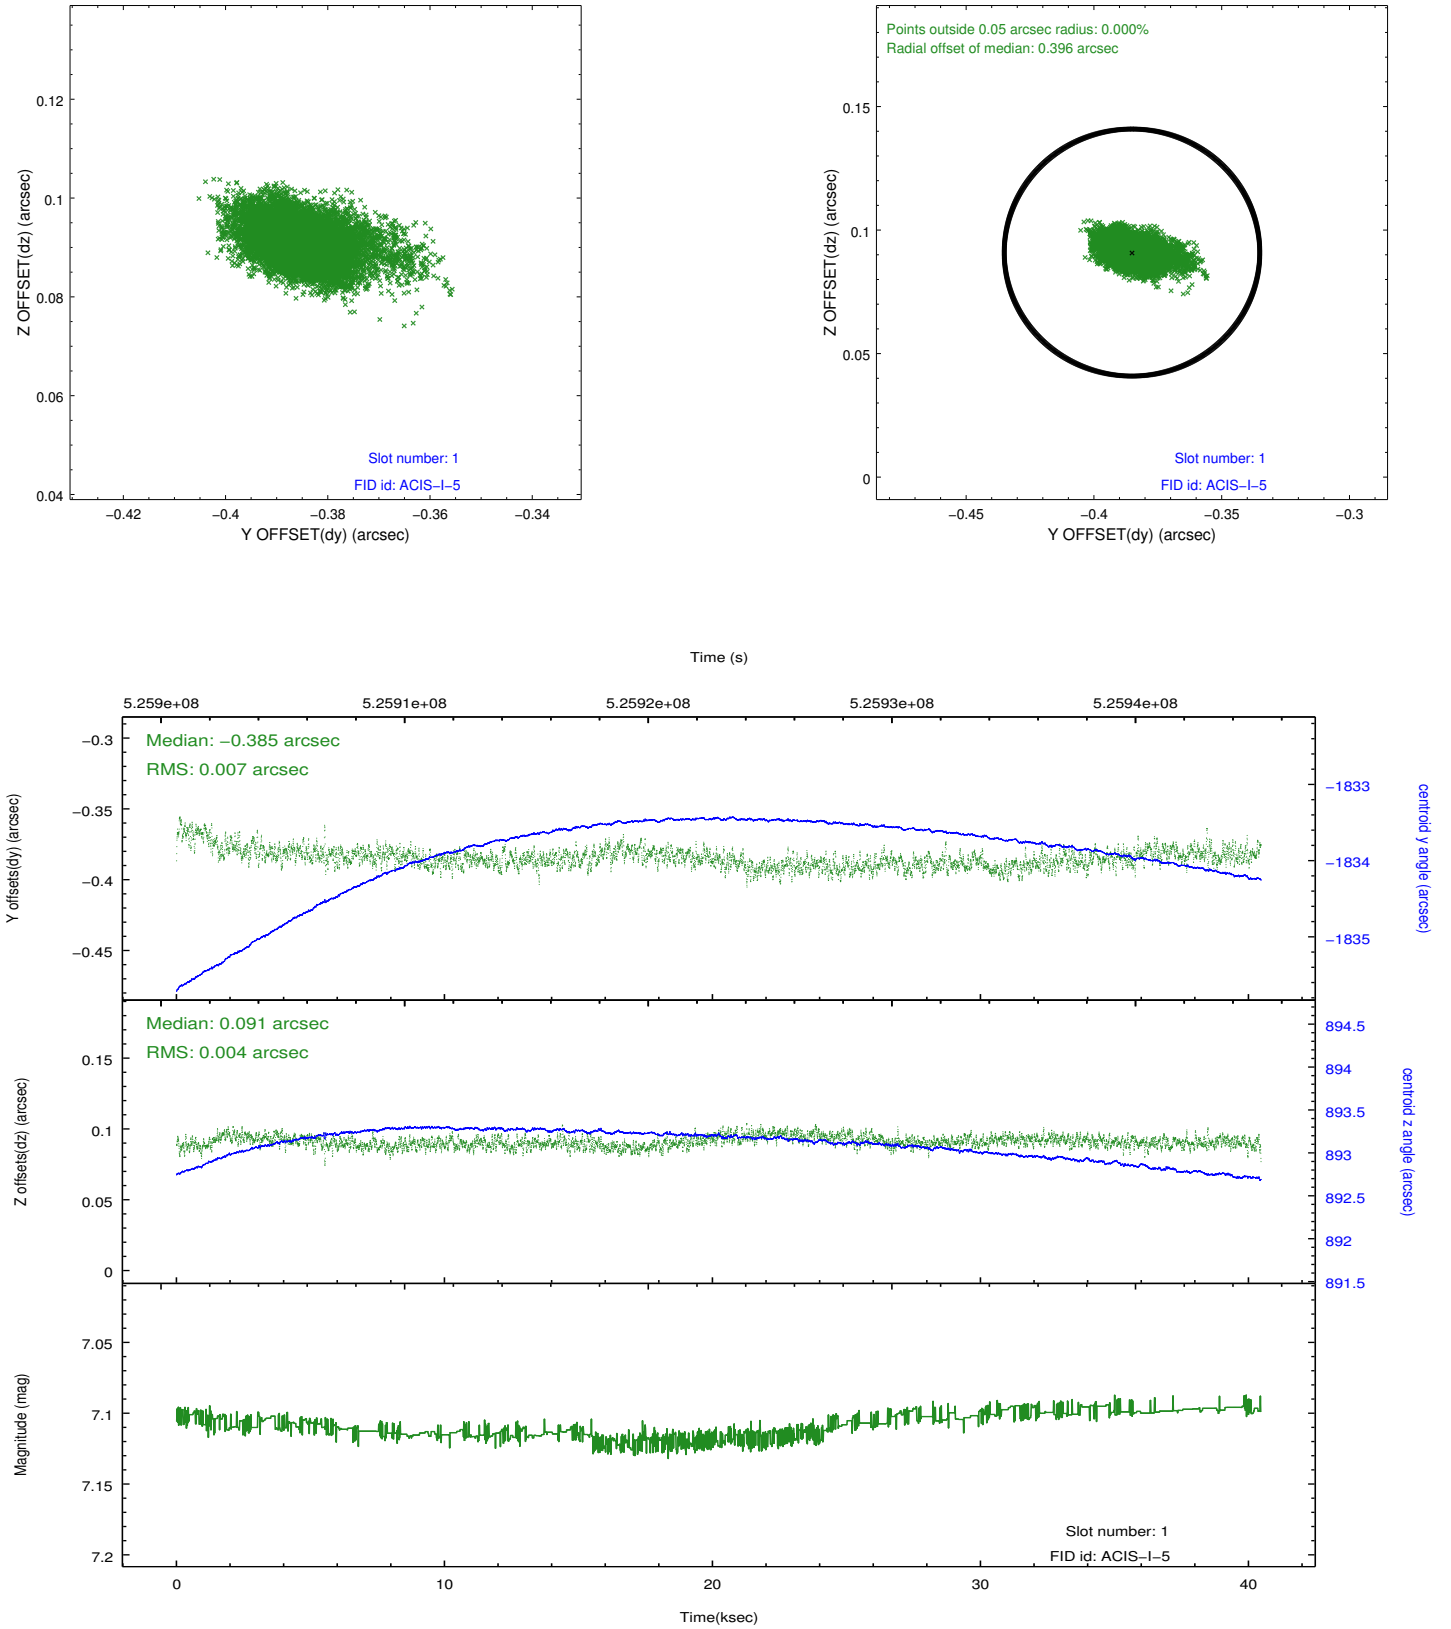 0.12
0.1
0.08
0.06
0.04
Z OFFSET(dz) (arcsec)
−0.42
−0.4
−0.38
−0.36
−0.34
Y OFFSET(dy) (arcsec)
Slot number: 1
FID id: ACIS−I−5
Points outside 0.05 arcsec radius: 0.000%
Radial offset of median: 0.396 arcsec
0.15
0.1
0.05
0
Z OFFSET(dz) (arcsec)
−0.45
−0.4
−0.35
−0.3
Y OFFSET(dy) (arcsec)
Slot number: 1
FID id: ACIS−I−5
Time (s)
5.259e+08
5.2591e+08
5.2592e+08
5.2593e+08
5.2594e+08
Median: −0.385 arcsec
RMS: 0.007 arcsec
−0.3
−0.35
−0.4
−0.45
Y offsets(dy) (arcsec)
−1833
−1834
−1835
centroid y angle (arcsec)
Median: 0.091 arcsec
RMS: 0.004 arcsec
0.15
0.1
0.05
0
Z offsets(dz) (arcsec)
894.5
894
893.5
893
892.5
892
891.5
centroid z angle (arcsec)
7.05
7.1
7.15
7.2
Magnitude (mag)
Slot number: 1
FID id: ACIS−I−5
0
10
20
30
40
Time(ksec)